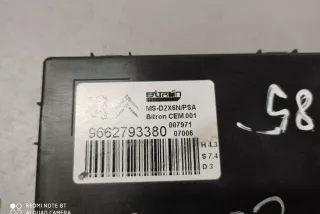 BITRON
MS-D2X6N/PSA
Bitron CEM 001
007971
9662793380 07006
H 4.3
S 7.4
D 3
58
REDMI NOTE 8T
AI QUAD CAMERA